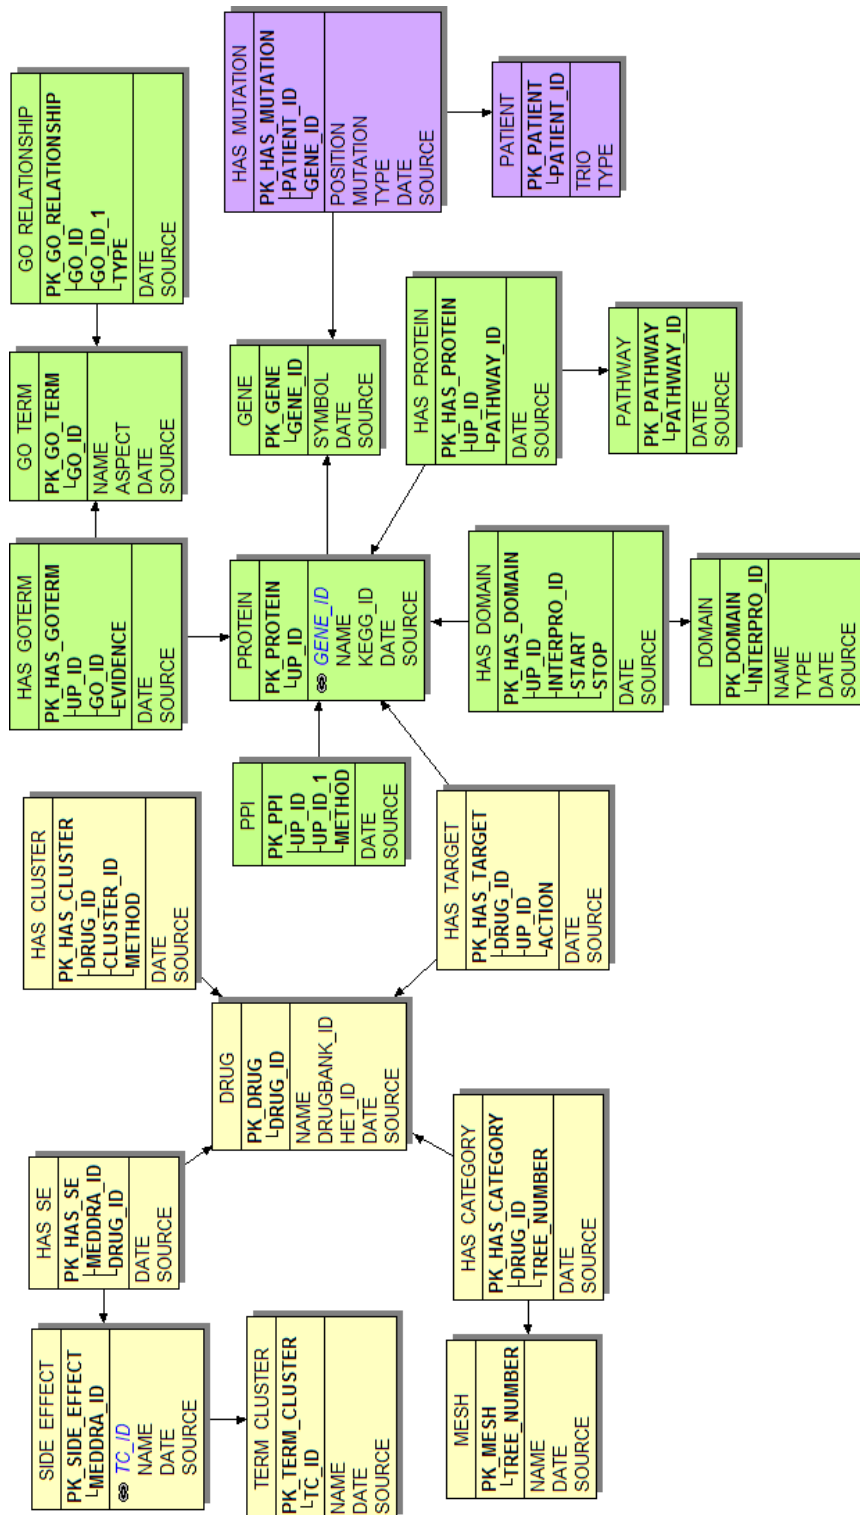 SIDE EFFECT
PK_SIDE_EFFECT
MEDDRA_ID
TC_ID
NAME
DATE
SOURCE
HAS SE
PK_HAS_SE
MEDDRA_ID
DRUG_ID
DATE
SOURCE
HAS CLUSTER
PK_HAS_CLUSTER
DRUG_ID
CLUSTER_ID
METHOD
DATE
SOURCE
HAS GOTERM
PK_HAS_GOTERM
UP_ID
GO_ID
EVIDENCE
DATE
SOURCE
GO TERM
PK_GO_TERM
GO_ID
NAME
ASPECT
DATE
SOURCE
GO RELATIONSHIP
PK_GO_RELATIONSHIP
GO_ID
GO_ID_1
TYPE
DATE
SOURCE
TERM CLUSTER
PK_TERM_CLUSTER
TC_ID
NAME
DATE
SOURCE
DRUG
PK_DRUG
DRUG_ID
NAME
DRUGBANK_ID
HET_ID
DATE
SOURCE
PPI
PK_PPI
UP_ID
UP_ID_1
METHOD
DATE
SOURCE
PROTEIN
PK_PROTEIN
UP_ID
GENE_ID
NAME
KEGG_ID
DATE
SOURCE
GENE
PK_GENE
GENE_ID
SYMBOL
DATE
SOURCE
HAS MUTATION
PK_HAS_MUTATION
PATIENT_ID
GENE_ID
POSITION
MUTATION
TYPE
DATE
SOURCE
MESH
PK_MESH
TREE_NUMBER
NAME
DATE
SOURCE
HAS CATEGORY
PK_HAS_CATEGORY
DRUG_ID
TREE_NUMBER
DATE
SOURCE
HAS TARGET
PK_HAS_TARGET
DRUG_ID
UP_ID
ACTION
DATE
SOURCE
HAS DOMAIN
PK_HAS_DOMAIN
UP_ID
INTERPRO_ID
START
STOP
DATE
SOURCE
HAS PROTEIN
PK_HAS_PROTEIN
UP_ID
PATHWAY_ID
DATE
SOURCE
PATIENT
PK_PATIENT
PATIENT_ID
TRIO
TYPE
DOMAIN
PK_DOMAIN
INTERPRO_ID
NAME
TYPE
DATE
SOURCE
PATHWAY
PK_PATHWAY
PATHWAY_ID
DATE
SOURCE